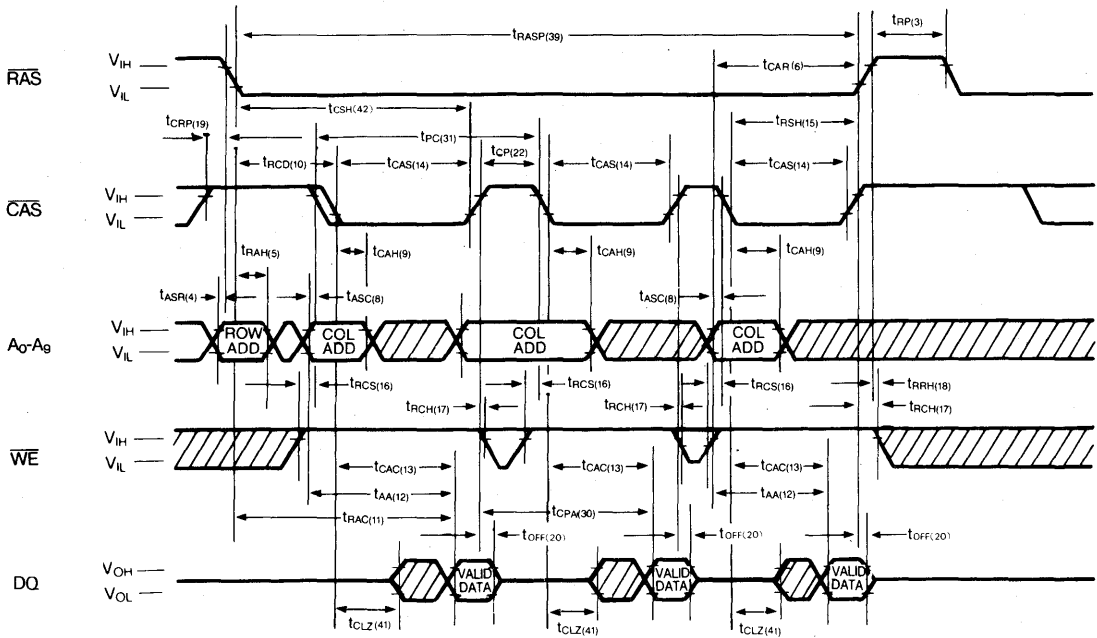 tRASP(39)
tRP(3)
RAS
VIH
VIL
tCAR(6)
tCSH(42)
tCRP(19)
tPC(31)
tRSH(15)
tRCD(10)
tCAS(14)
tCP(22)
tCAS(14)
tCAS(14)
CAS
VIH
VIL
tRAH(5)
tCAH(9)
tCAH(9)
tCAH(9)
tASR(4)
tASC(8)
tASC(8)
A0-A9
VIH
VIL
ROW ADD
COL ADD
COL ADD
COL ADD
tRCS(16)
tRCS(16)
tRCS(16)
tRRH(18)
tRCH(17)
tRCH(17)
tRCH(17)
WE
VIH
VIL
tCAC(13)
tCAC(13)
tCAC(13)
tAA(12)
tAA(12)
tCPA(30)
tRAC(11)
tOFF(20)
tOFF(20)
tOFF(20)
DQ
VOH
VOL
VALID DATA
VALID DATA
VALID DATA
tCLZ(41)
tCLZ(41)
tCLZ(41)